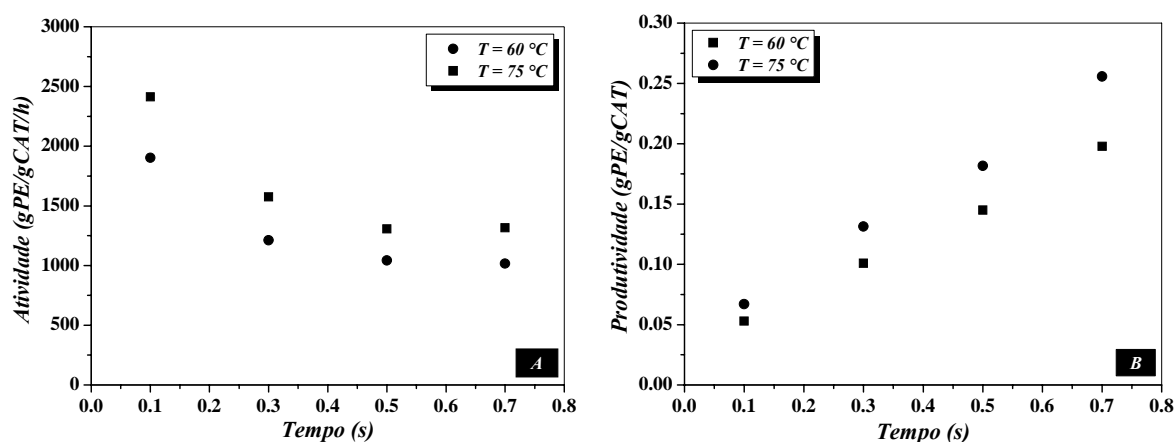 3000
2500
2000
1500
1000
500
0
Atividade (gPE/gCAT/h)
T = 60 °C
T = 75 °C
A
0.0 0.1 0.2 0.3 0.4 0.5 0.6 0.7 0.8
Tempo (s)
0.30
0.25
0.20
0.15
0.10
0.05
0.00
Produtividade (gPE/gCAT)
T = 60 °C
T = 75 °C
B
0.0 0.1 0.2 0.3 0.4 0.5 0.6 0.7 0.8
Tempo (s)